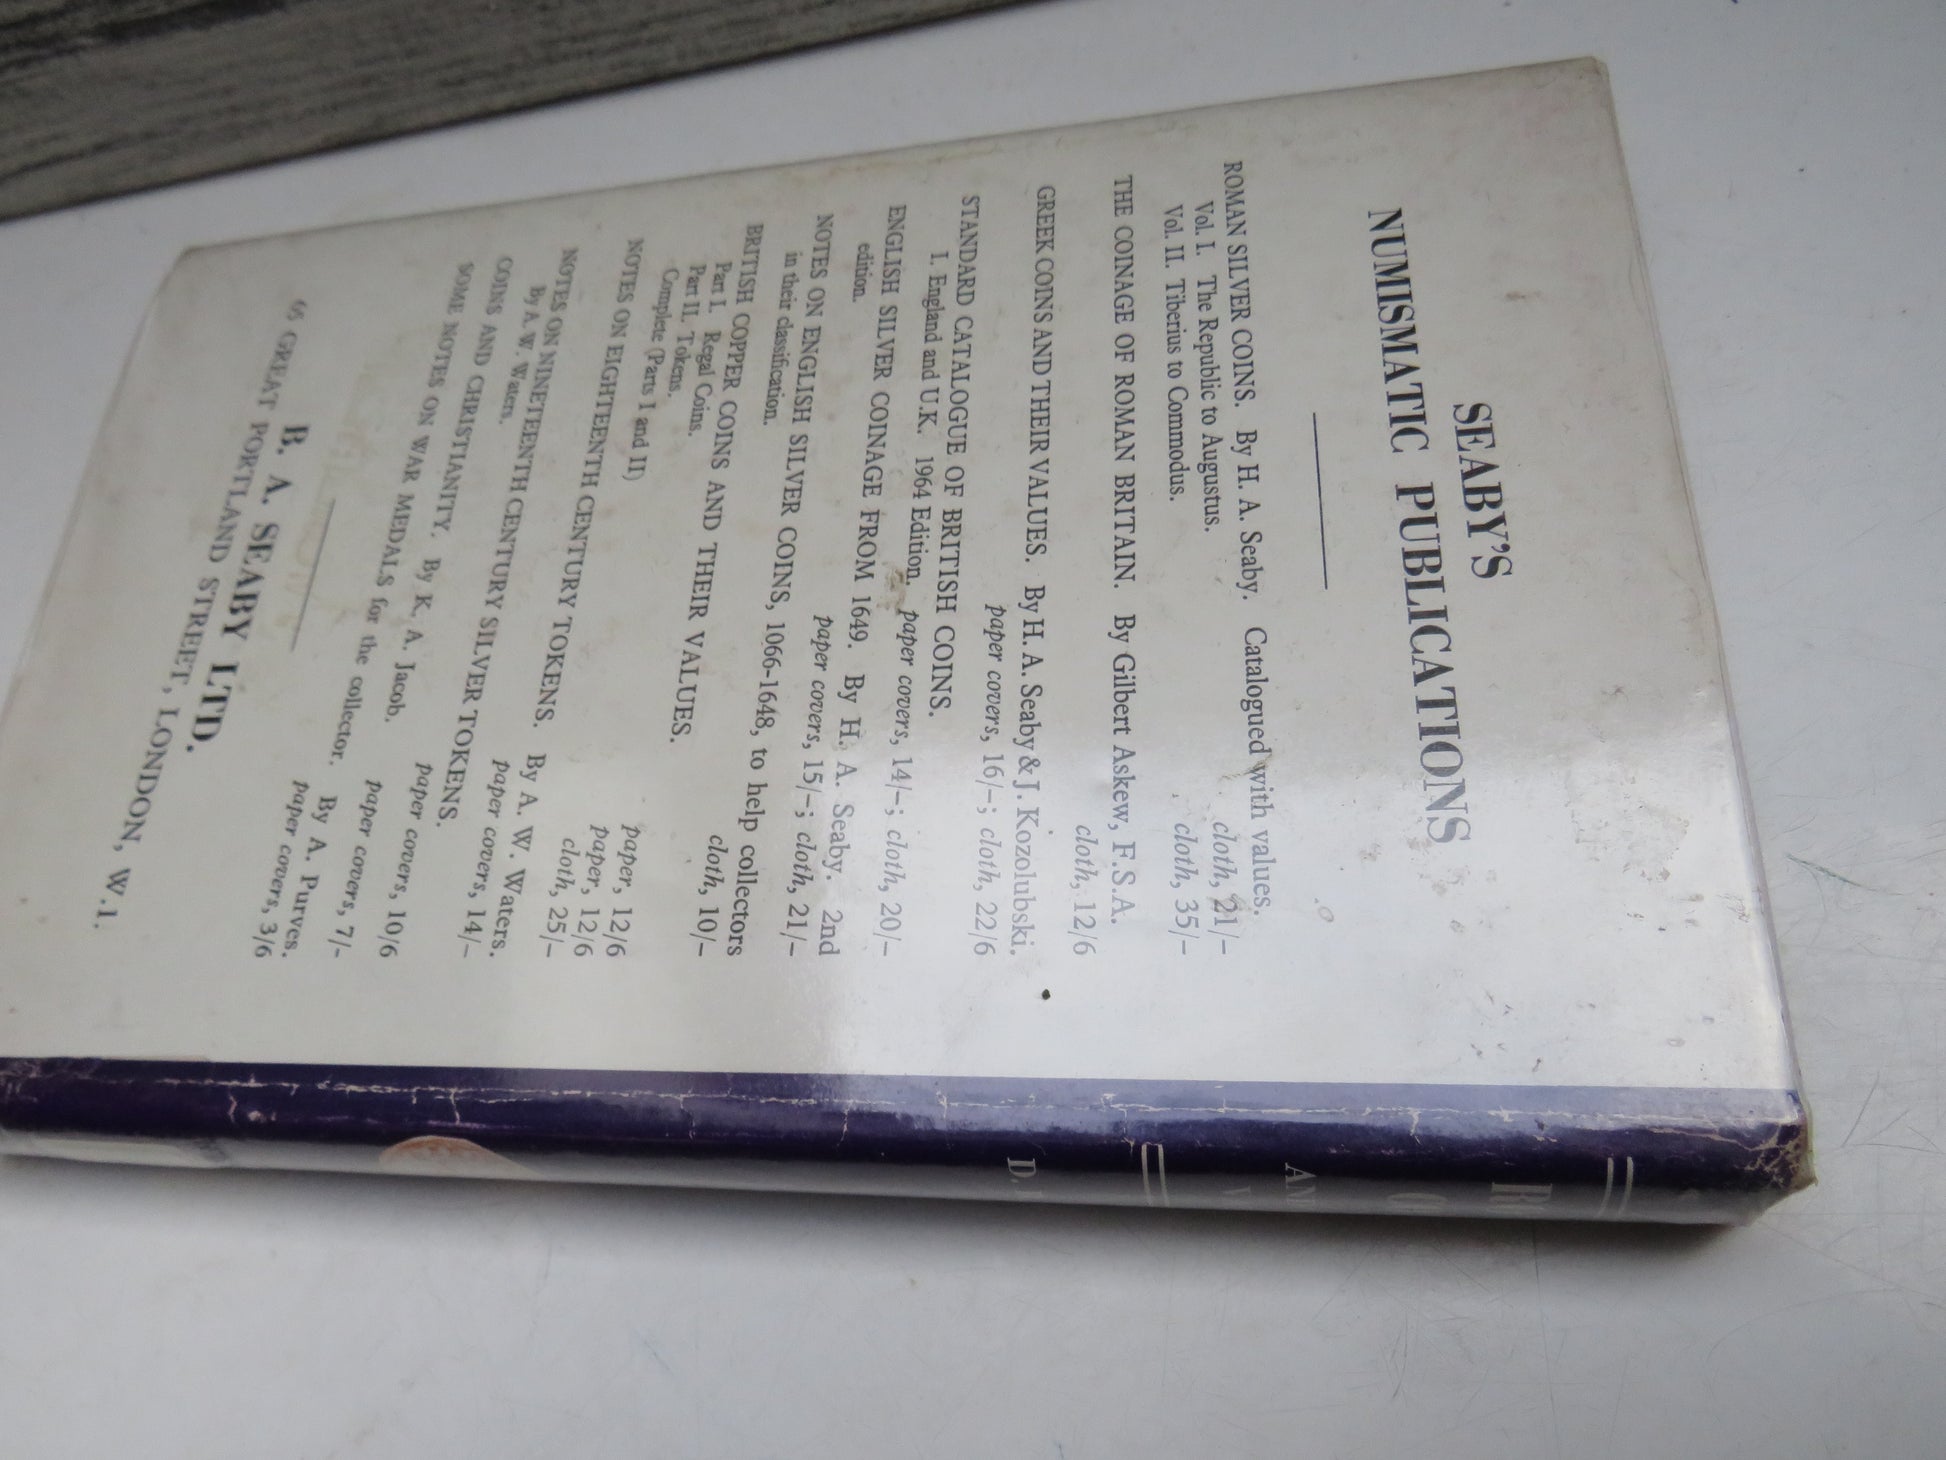 SEABY'S
NUMISMATIC PUBLICATIONS
ROMAN SILVER COINS. By H. A. Seaby. Catalogued with values.
Vol. I. The Republic to Augustus. cloth, 21/–
Vol. II. Tiberius to Commodus. cloth, 35/–
THE COINAGE OF ROMAN BRITAIN. By Gilbert Askew, F.S.A.
cloth, 12/6
GREEK COINS AND THEIR VALUES. By H. A. Seaby & J. Kozolubski.
paper covers, 16/–; cloth, 22/6
STANDARD CATALOGUE OF BRITISH COINS.
I. England and U.K. 1964 Edition. paper covers, 14/–; cloth, 20/–
ENGLISH SILVER COINAGE FROM 1649. By H. A. Seaby. 2nd
edition. paper covers, 15/–; cloth, 21/–
NOTES ON ENGLISH SILVER COINS, 1066-1648, to help collectors
in their classification. cloth, 10/–
BRITISH COPPER COINS AND THEIR VALUES.
Part I. Regal Coins. paper, 12/6
Part II. Tokens. paper, 12/6
Complete (Parts I and II) cloth, 25/–
NOTES ON EIGHTEENTH CENTURY TOKENS. By A. W. Waters.
paper covers, 14/–
NOTES ON NINETEENTH CENTURY SILVER TOKENS.
By A. W. Waters. paper covers, 10/6
COINS AND CHRISTIANITY. By K. A. Jacob. paper covers, 7/–
SOME NOTES ON WAR MEDALS for the collector. By A. Purves.
paper covers, 3/6
B. A. SEABY LTD.
65 GREAT PORTLAND STREET, LONDON, W.1.